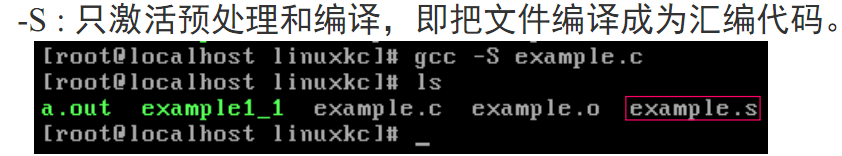 -S : 只激活预处理和编译，即把文件编译成为汇编代码。
[root@localhost linuxkc]# gcc -S example.c
[root@localhost linuxkc]# ls
a.out  example1_1  example.c  example.o  example.s
[root@localhost linuxkc]# _